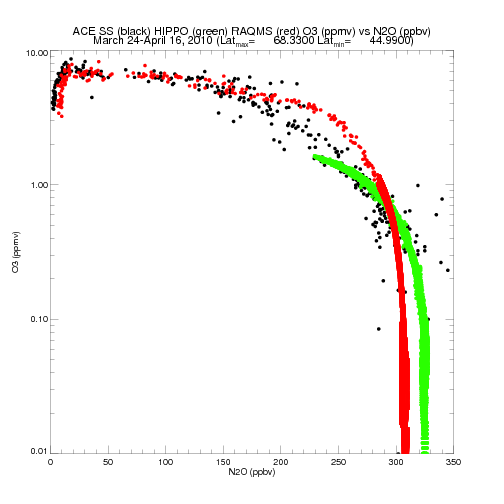 ACE SS (black) HIPPO (green) RAQMS (red) O3 (ppmv) vs N2O (ppbv)
March 24-April 16, 2010 (Latmax= 68.3300 Latmin= 44.9900)
10.00
1.00
0.10
0.01
O3 (ppmv)
0 50 100 150 200 250 300 350
N2O (ppbv)